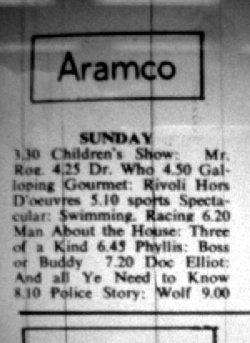 Aramco
SUNDAY
3.30 Children's Show: Mr.
Roe. 4.25 Dr. Who 4.50 Gal-
loping Gourmet: Rivoli Hors
D'oeuvres 5.10 sports Specta-
cular: Swimming. Racing 6.20
Man About the House: Three
of a Kind 6.45 Phyllis: Boss
or Buddy 7.20 Doc Elliot:
And all Ye Need to Know
8.10 Police Story: Wolf 9.00